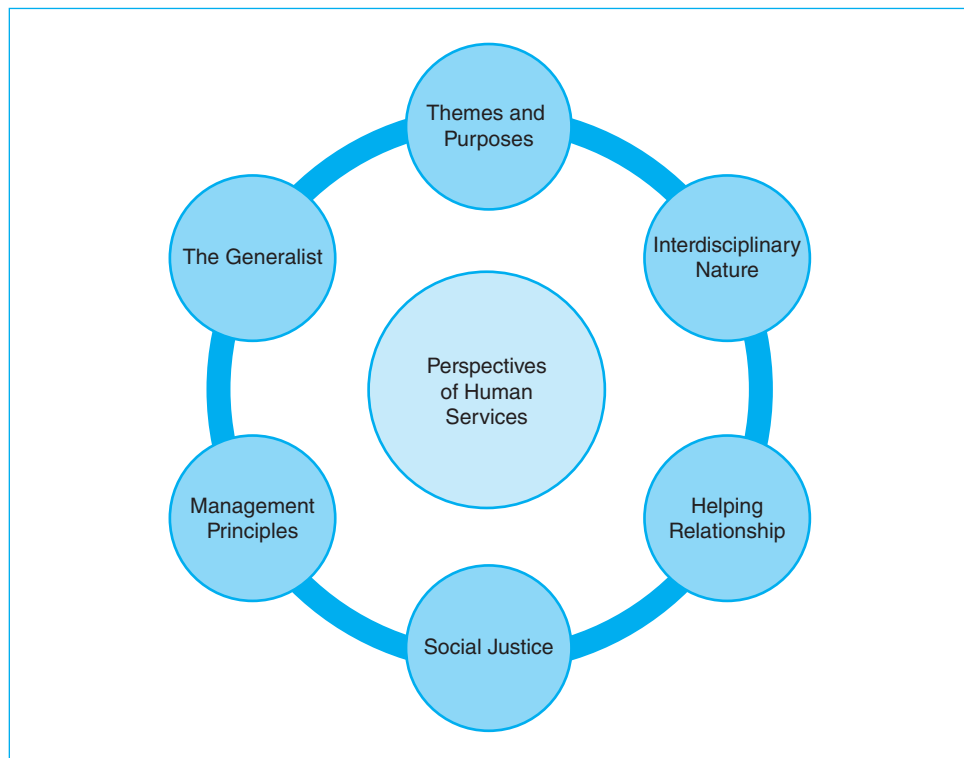 Themes and
Purposes
Interdisciplinary
Nature
Helping
Relationship
Social Justice
Management
Principles
The Generalist
Perspectives
of Human
Services